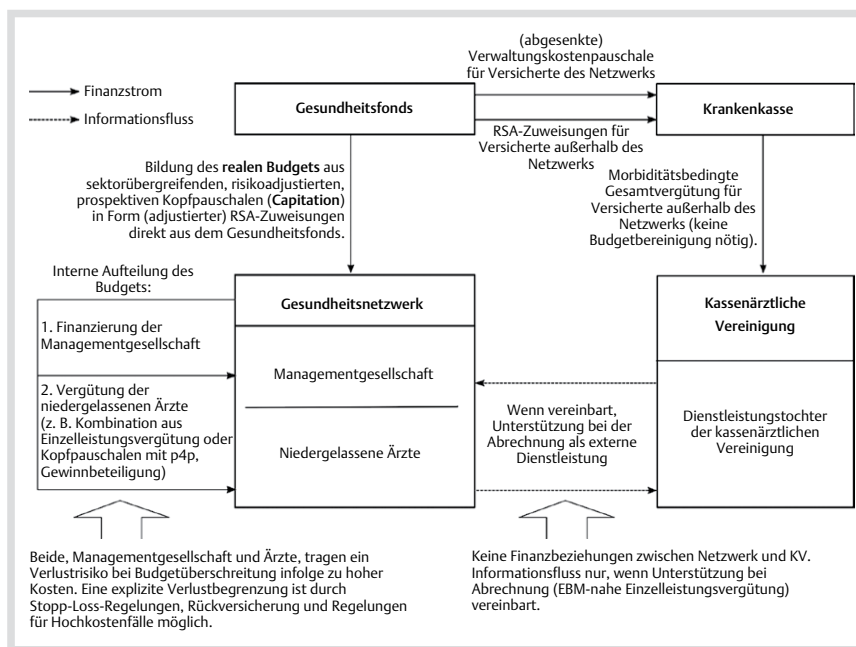 (abgesenkte)
Verwaltungskostenpauschale
für Versicherte des Netzwerks
Finanzstrom
Informationsfluss
Gesundheitsfonds
Krankenkasse
RSA-Zuweisungen für
Versicherte außerhalb des
Netzwerks
Bildung des realen Budgets aus
sektorübergreifenden, risikoadjustierten,
prospektiven Kopfpauschalen (Capitation)
in Form (adjustierter) RSA-Zuweisungen
direkt aus dem Gesundheitsfonds.
Morbiditätsbedingte
Gesamtvergütung für
Versicherte außerhalb des
Netzwerks (keine
Budgetbereinigung nötig).
Interne Aufteilung des
Budgets:
1. Finanzierung der
Managementgesellschaft
2. Vergütung der
niedergelassenen Ärzte
(z. B. Kombination aus
Einzelleistungsvergütung oder
Kopfpauschalen mit p4p,
Gewinnbeteiligung)
Gesundheitsnetzwerk
Managementgesellschaft
Niedergelassene Ärzte
Wenn vereinbart,
Unterstützung bei der
Abrechnung als externe
Dienstleistung
Kassenärztliche
Vereinigung
Dienstleistungstochter
der kassenärztlichen
Vereinigung
Beide, Managementgesellschaft und Ärzte, tragen ein
Verlustrisiko bei Budgetüberschreitung infolge zu hoher
Kosten. Eine explizite Verlustbegrenzung ist durch
Stopp-Loss-Regelungen, Rückversicherung und Regelungen
für Hochkostenfälle möglich.
Keine Finanzbeziehungen zwischen Netzwerk und KV.
Informationsfluss nur, wenn Unterstützung bei
Abrechnung (EBM-nahe Einzelleistungsvergütung)
vereinbart.